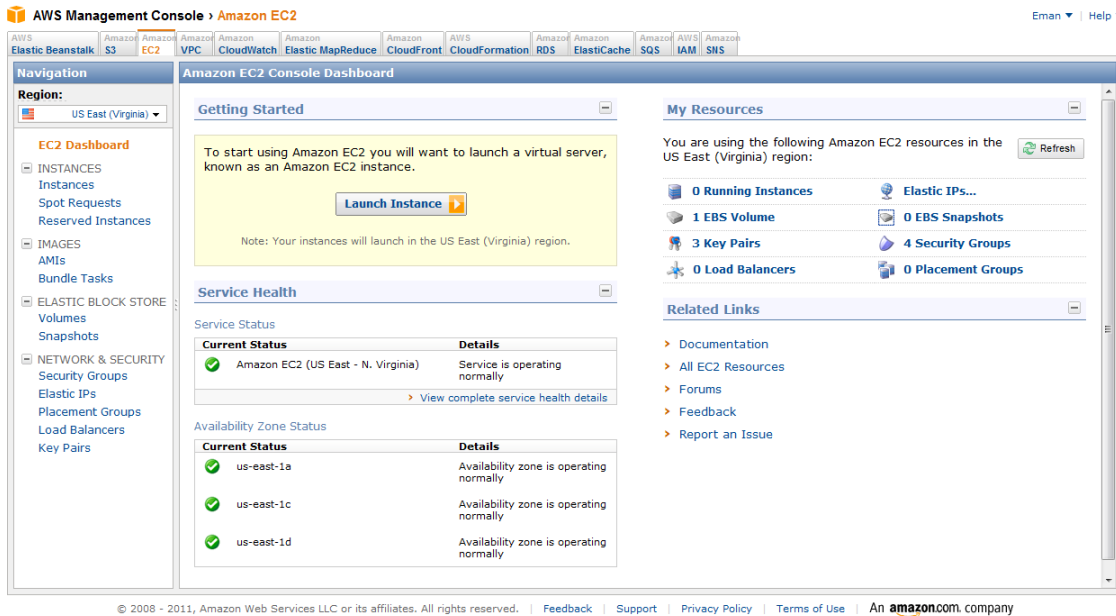 AWS Management Console › Amazon EC2
Eman ▼ | Help
AWS
Elastic Beanstalk
Amazon
S3
Amazon
EC2
Amazon
VPC
Amazon
CloudWatch
Amazon
Elastic MapReduce
Amazon
CloudFront
AWS
CloudFormation
Amazon
RDS
Amazon
ElastiCache
Amazon
SQS
AWS
IAM
Amazon
SNS
Navigation
Region:
US East (Virginia)
EC2 Dashboard
INSTANCES
Instances
Spot Requests
Reserved Instances
IMAGES
AMIs
Bundle Tasks
ELASTIC BLOCK STORE
Volumes
Snapshots
NETWORK & SECURITY
Security Groups
Elastic IPs
Placement Groups
Load Balancers
Key Pairs
Amazon EC2 Console Dashboard
Getting Started
To start using Amazon EC2 you will want to launch a virtual server,
known as an Amazon EC2 instance.
Launch Instance
Note: Your instances will launch in the US East (Virginia) region.
Service Health
Service Status
Current Status Details
Amazon EC2 (US East - N. Virginia) Service is operating
normally
View complete service health details
Availability Zone Status
Current Status Details
us-east-1a Availability zone is operating
normally
us-east-1c Availability zone is operating
normally
us-east-1d Availability zone is operating
normally
My Resources
You are using the following Amazon EC2 resources in the
US East (Virginia) region:
Refresh
0 Running Instances Elastic IPs...
1 EBS Volume 0 EBS Snapshots
3 Key Pairs 4 Security Groups
0 Load Balancers 0 Placement Groups
Related Links
Documentation
All EC2 Resources
Forums
Feedback
Report an Issue
© 2008 - 2011, Amazon Web Services LLC or its affiliates. All rights reserved. | Feedback | Support | Privacy Policy | Terms of Use | An amazon.com. company